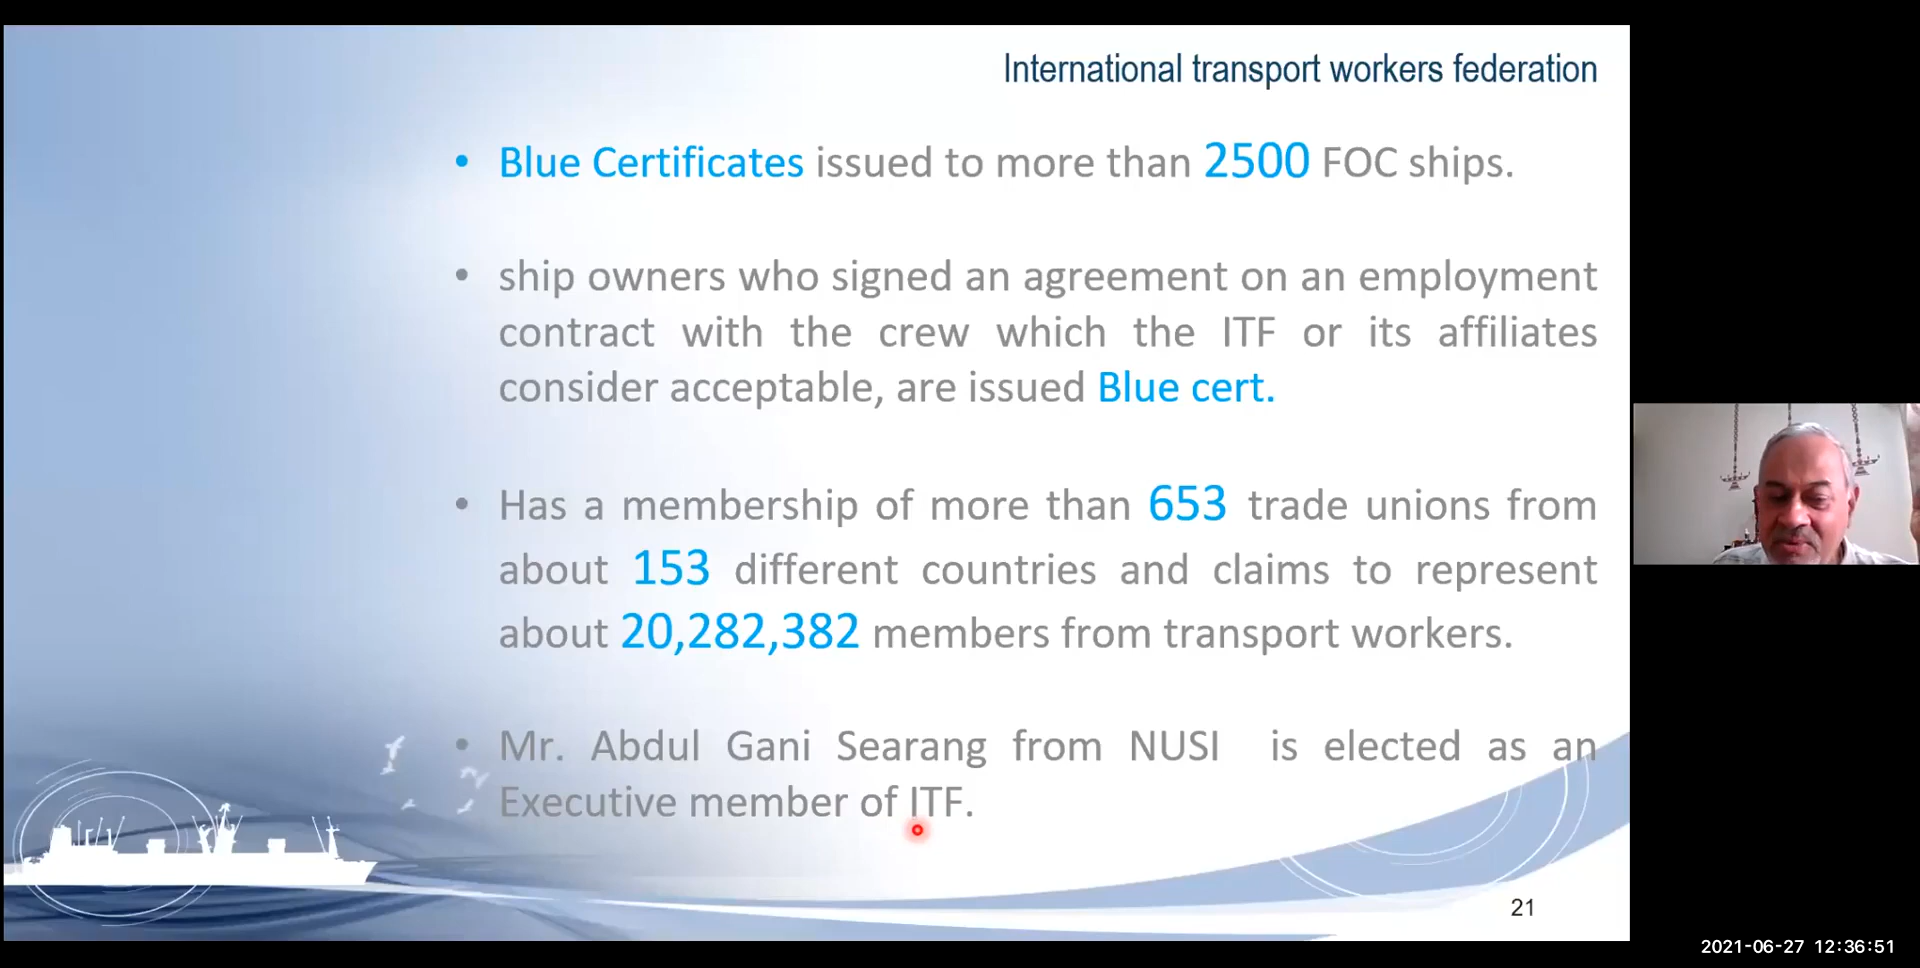 International transport workers federation
• Blue Certificates issued to more than 2500 FOC ships.
• ship owners who signed an agreement on an employment
contract with the crew which the ITF or its affiliates
consider acceptable, are issued Blue cert.
• Has a membership of more than 653 trade unions from
about 153 different countries and claims to represent
about 20,282,382 members from transport workers.
• Mr. Abdul Gani Searang from NUSI is elected as an
Executive member of ITF.
21
2021-06-27 12:36:51